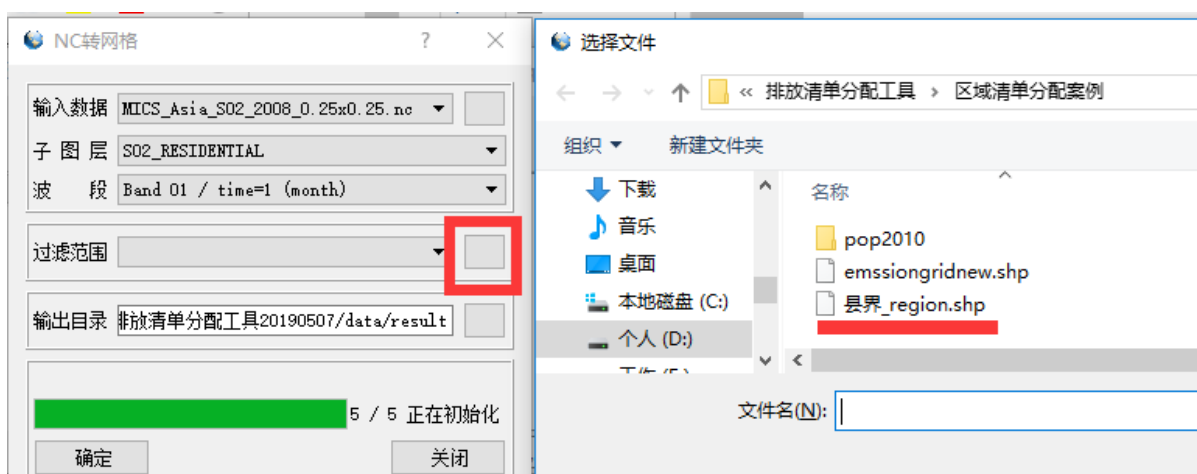 NC转网格
输入数据 MICS_Asia_SO2_2008_0.25x0.25.nc
子图层 SO2_RESIDENTIAL
波段 Band 01 / time=1 (month)
过滤范围
输出目录 排放清单分配工具20190507/data/result
5 / 5 正在初始化
确定 关闭
选择文件
« 排放清单分配工具 › 区域清单分配案例
组织 新建文件夹
下载
音乐
桌面
本地磁盘 (C:)
个人 (D:)
名称
pop2010
emssiongridnew.shp
县界_region.shp
文件名(N):